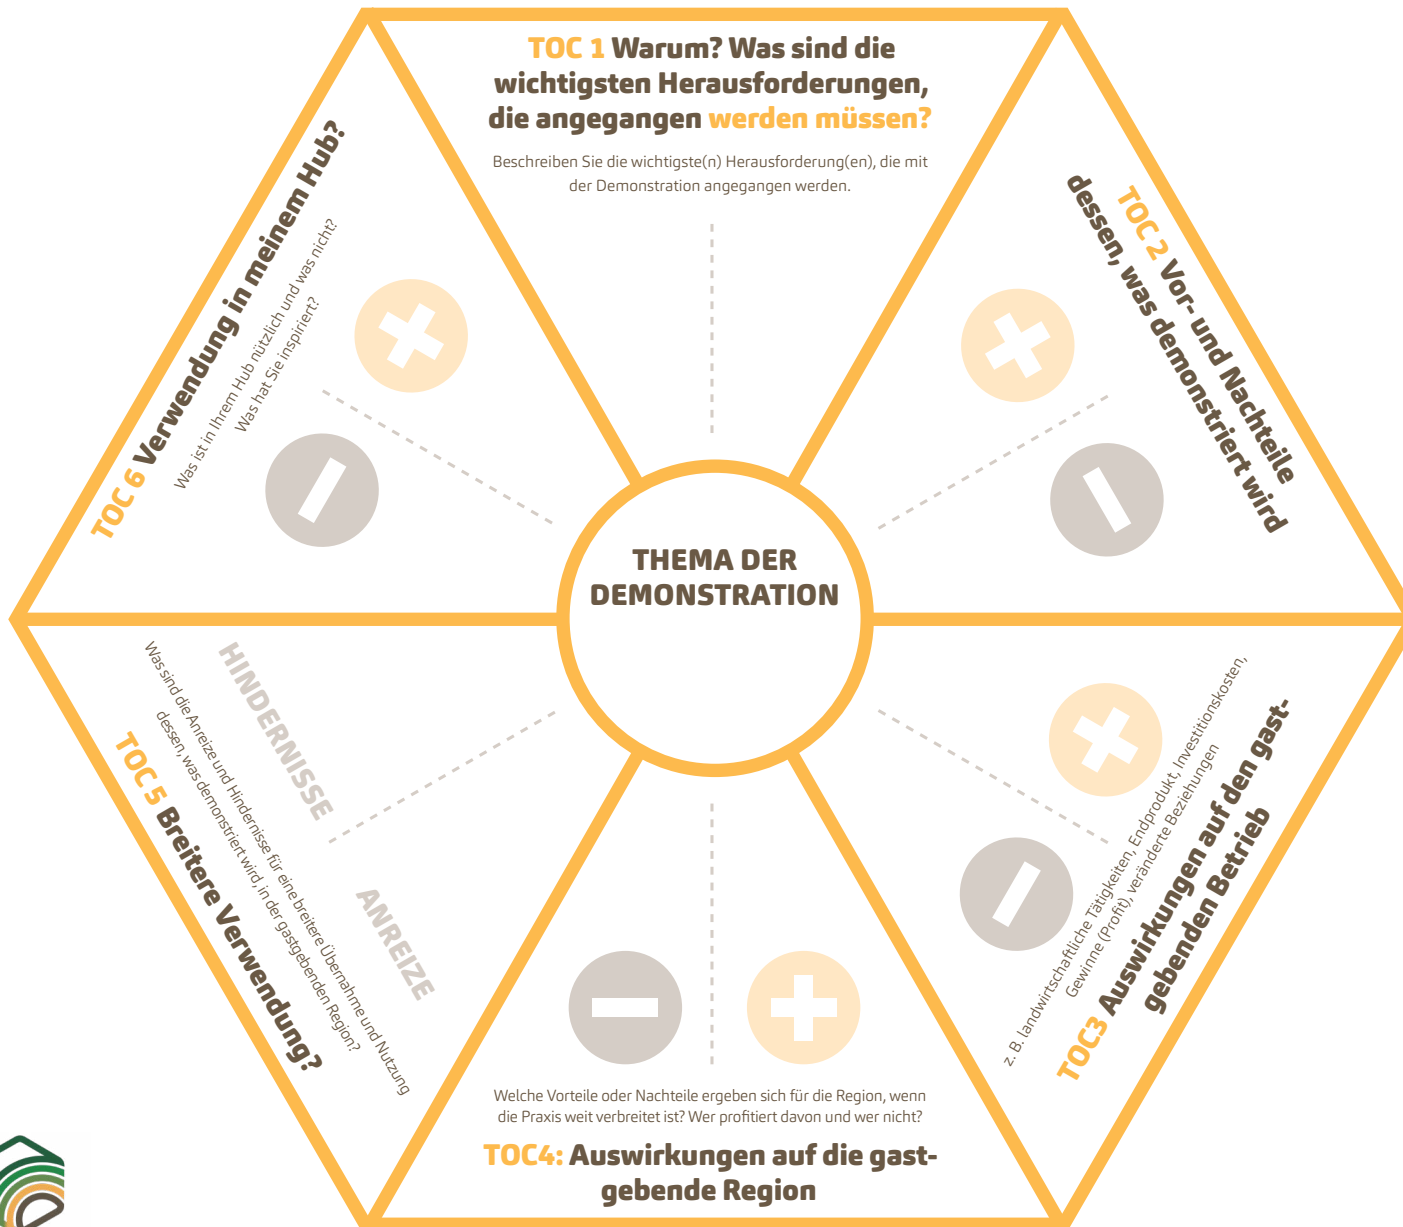 TOC 1 Warum? Was sind die
wichtigsten Herausforderungen,
die angegangen werden müssen?
Beschreiben Sie die wichtigste(n) Herausforderung(en), die mit
der Demonstration angegangen werden.
TOC 2 Vor- und Nachteile
dessen, was demonstriert wird
z. B. landwirtschaftliche Tätigkeiten, Endprodukt, Investitionskosten,
Gewinne (Profit), veränderte Beziehungen
TOC3 Auswirkungen auf den gast-
gebenden Betrieb
Welche Vorteile oder Nachteile ergeben sich für die Region, wenn
die Praxis weit verbreitet ist? Wer profitiert davon und wer nicht?
TOC4: Auswirkungen auf die gast-
gebende Region
HINDERNISSE
ANREIZE
Was sind die Anreize und Hindernisse für eine breitere Übernahme und Nutzung
dessen, was demonstriert wird, in der gastgebenden Region?
TOC 5 Breitere Verwendung?
TOC 6 Verwendung in meinem Hub?
Was ist in Ihrem Hub nützlich und was nicht?
Was hat Sie inspiriert?
THEMA DER
DEMONSTRATION